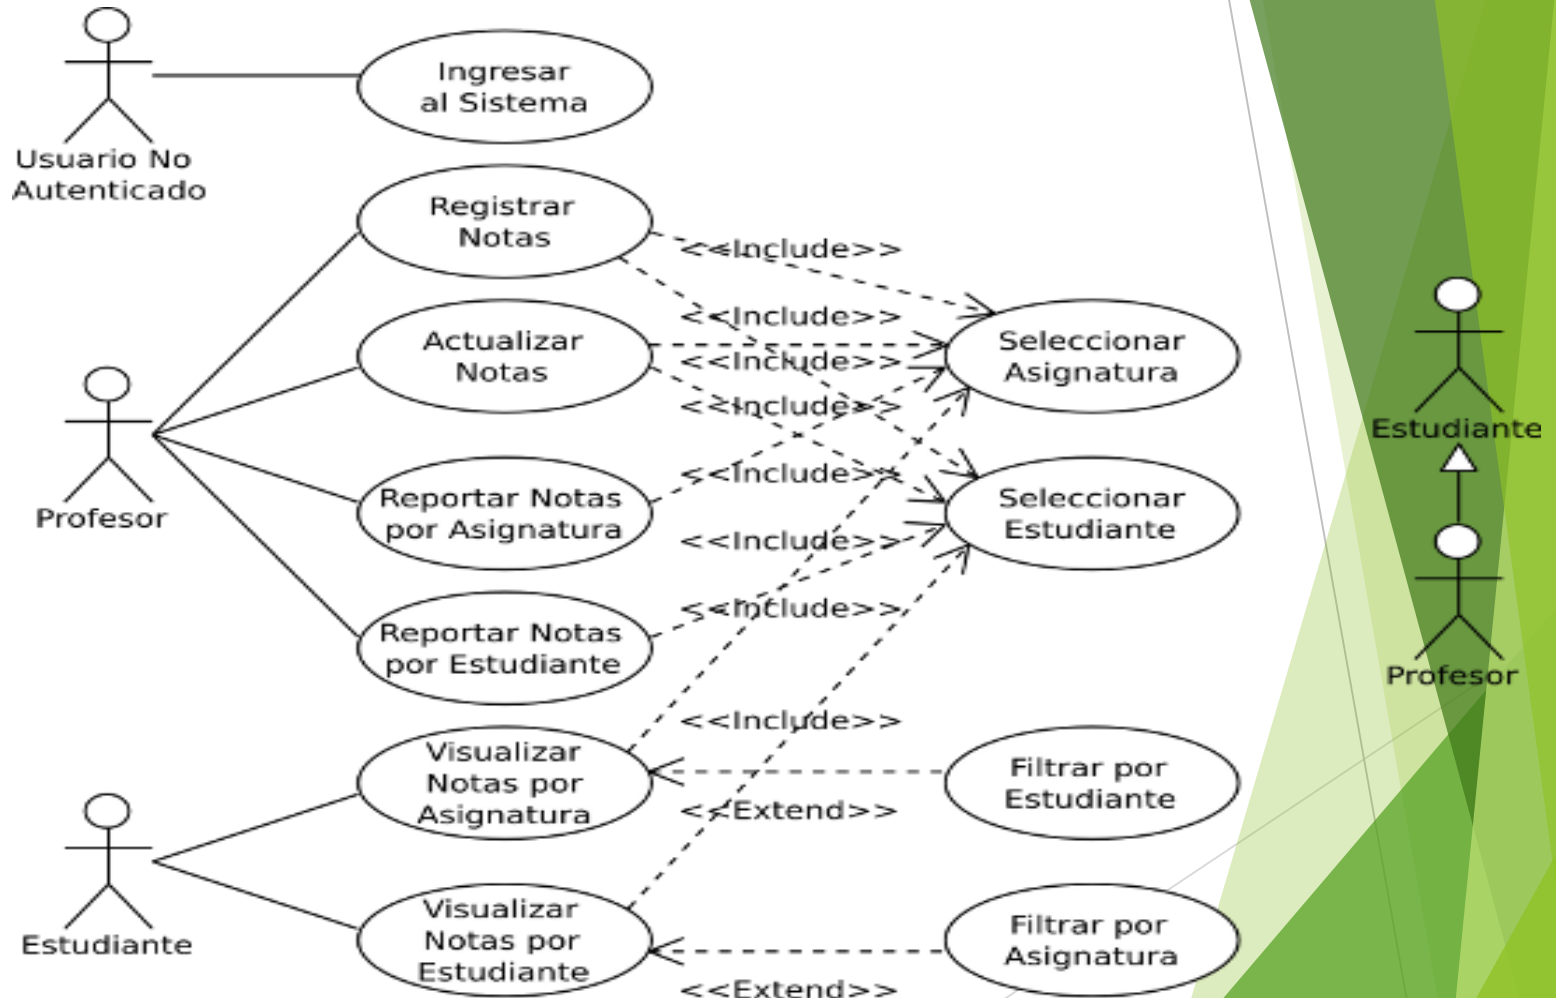 Ingresar
al Sistema
Usuario No
Autenticado
Registrar
Notas
<<Include>>
<<Include>>
Actualizar
Notas
<<Include>>
<<Include>>
Seleccionar
Asignatura
Estudiante
<<Include>>
Profesor
Reportar Notas
por Asignatura
<<Include>>
Seleccionar
Estudiante
<<Include>>
Reportar Notas
por Estudiante
Profesor
<<Include>>
Visualizar
Notas por
Asignatura
<<Extend>>
Filtrar por
Estudiante
Estudiante
Visualizar
Notas por
Estudiante
<<Extend>>
Filtrar por
Asignatura